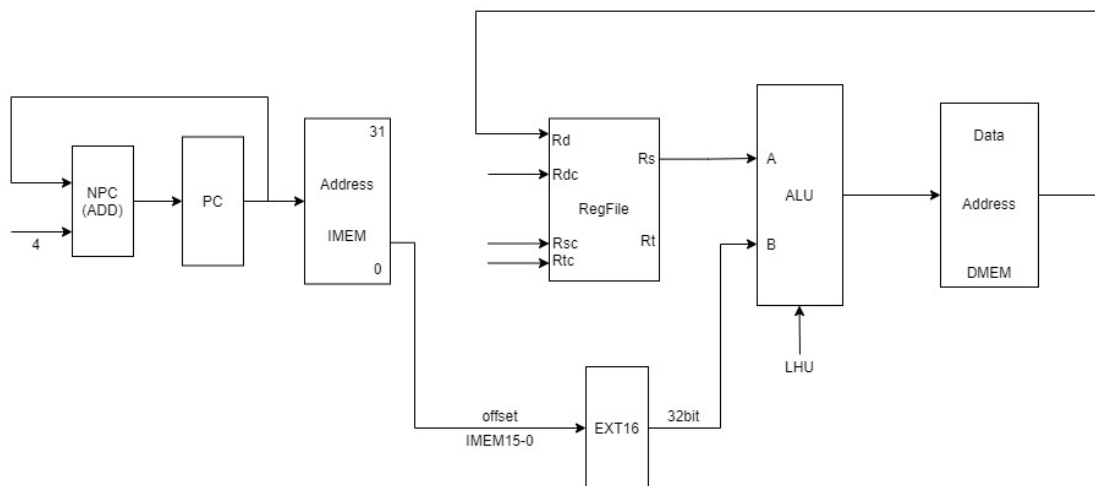 NPC
(ADD)
4
PC
31
Address
IMEM
0
Rd
Rdc
Rsc
Rtc
Rs
Rt
RegFile
A
B
ALU
LHU
Data
Address
DMEM
offset
IMEM15-0
EXT16
32bit